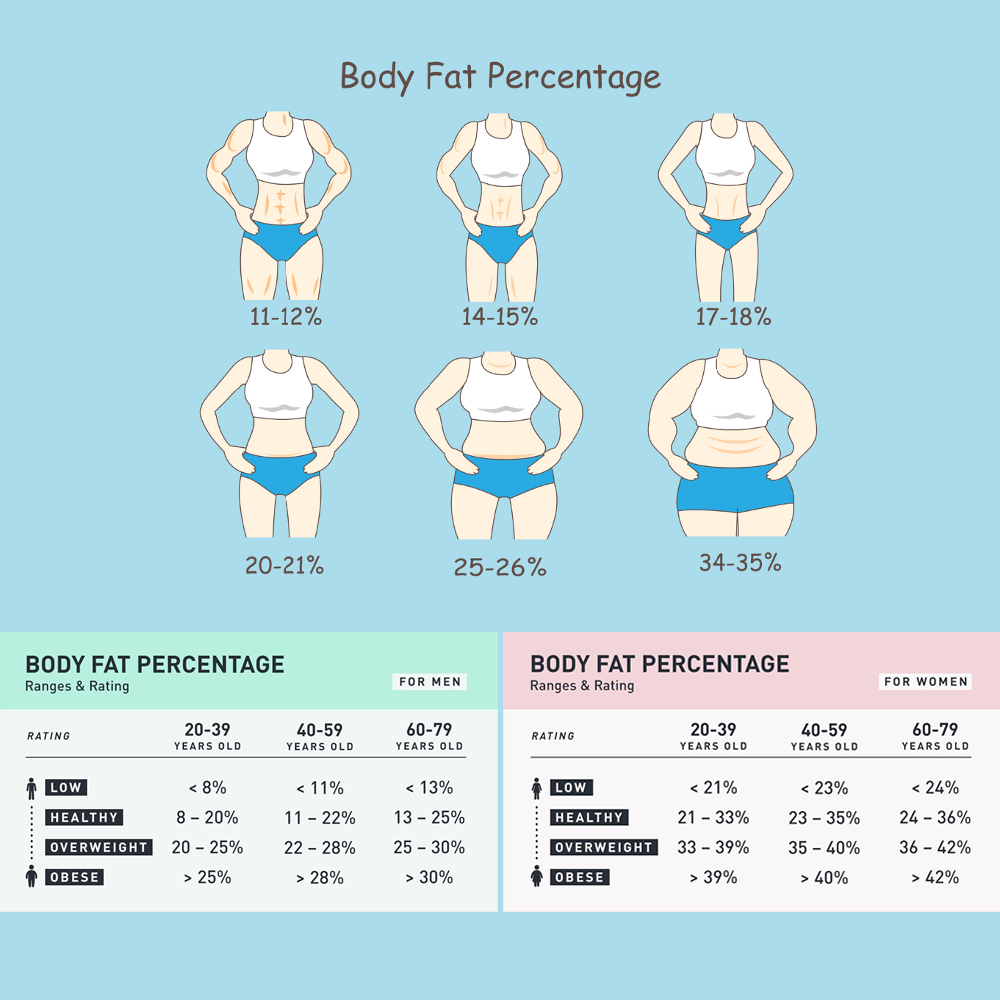 Body Fat Percentage
11-12%
14-15%
17-18%
20-21%
25-26%
34-35%
BODY FAT PERCENTAGE
Ranges & Rating
FOR MEN
RATING 20-39 40-59 60-79
YEARS OLD YEARS OLD YEARS OLD
LOW < 8% < 11% < 13%
HEALTHY 8 – 20% 11 – 22% 13 – 25%
OVERWEIGHT 20 – 25% 22 – 28% 25 – 30%
OBESE > 25% > 28% > 30%
BODY FAT PERCENTAGE
Ranges & Rating
FOR WOMEN
RATING 20-39 40-59 60-79
YEARS OLD YEARS OLD YEARS OLD
LOW < 21% < 23% < 24%
HEALTHY 21 – 33% 23 – 35% 24 – 36%
OVERWEIGHT 33 – 39% 35 – 40% 36 – 42%
OBESE > 39% > 40% > 42%